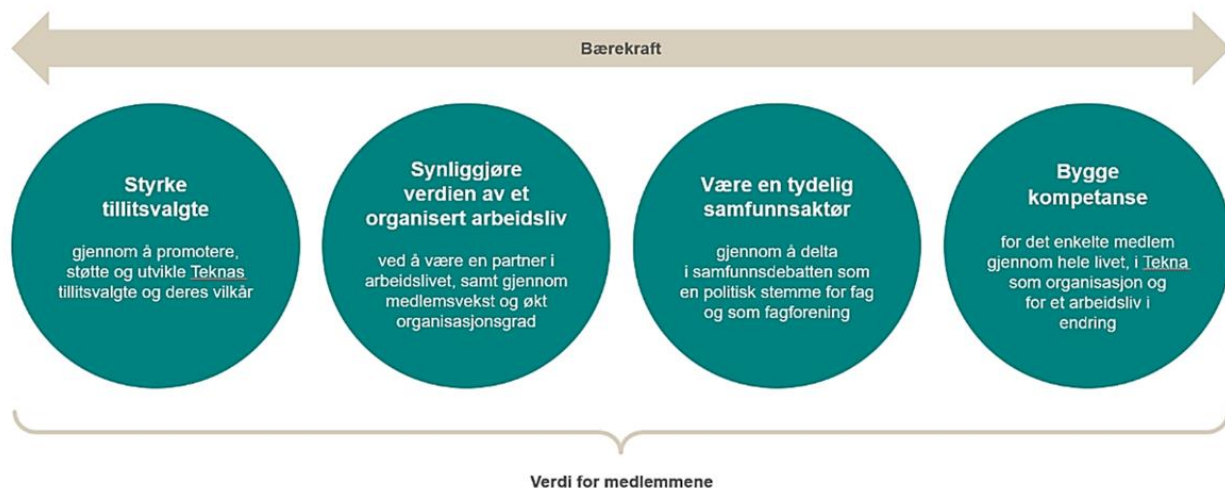 Bærekraft
Styrke
tillitsvalgte
gjennom å promotere,
støtte og utvikle Teknas
tillitsvalgte og deres vilkår
Synliggjøre
verdien av et
organisert arbeidsliv
ved å være en partner i
arbeidslivet, samt gjennom
medlemsvekst og økt
organisasjonsgrad
Være en tydelig
samfunnsaktør
gjennom å delta
i samfunnsdebatten som
en politisk stemme for fag
og som fagforening
Bygge
kompetanse
for det enkelte medlem
gjennom hele livet, i Tekna
som organisasjon og
for et arbeidsliv i
endring
Verdi for medlemmene